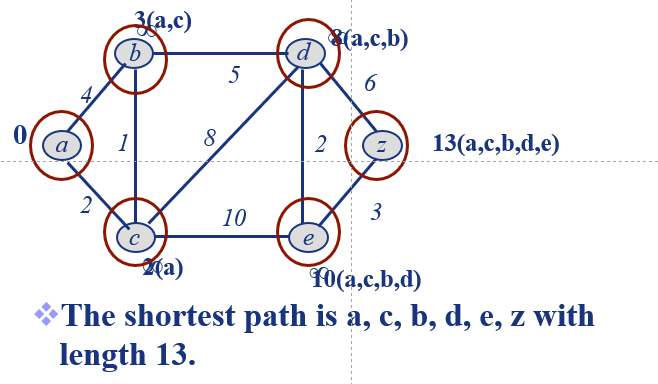 3(a,c)
∞
b
d
8(a,c,b)
4
5
6
0
a
1
8
2
z
13(a,c,b,d,e)
2
10
3
c
e
2(a)
∞
10(a,c,b,d)
❖The shortest path is a, c, b, d, e, z with
length 13.